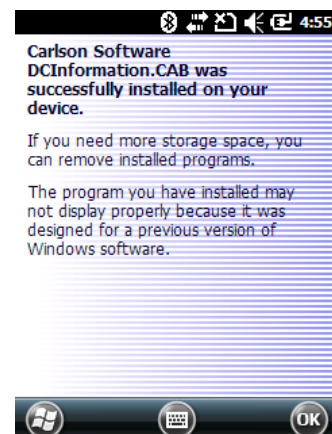 4:55
Carlson Software
DCInformation.CAB was
successfully installed on your
device.
If you need more storage space, you
can remove installed programs.
The program you have installed may
not display properly because it was
designed for a previous version of
Windows software.
OK